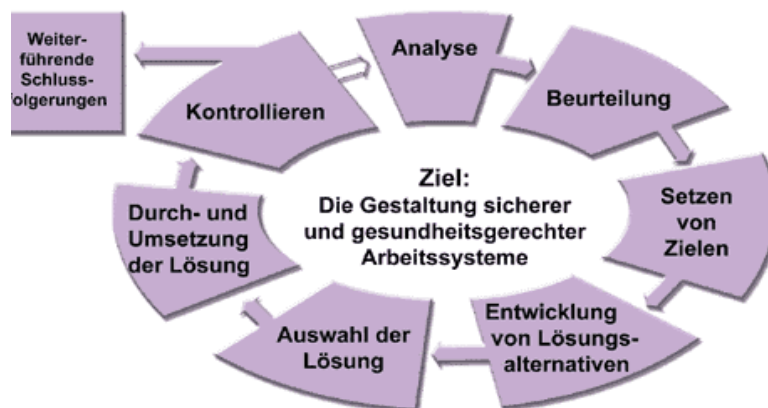 Weiter-
führende
Schluss-
folgerungen
Kontrollieren
Analyse
Beurteilung
Setzen
von
Zielen
Entwicklung
von Lösungs-
alternativen
Auswahl der
Lösung
Durch- und
Umsetzung
der Lösung
Ziel:
Die Gestaltung sicherer
und gesundheitsgerechter
Arbeitssysteme